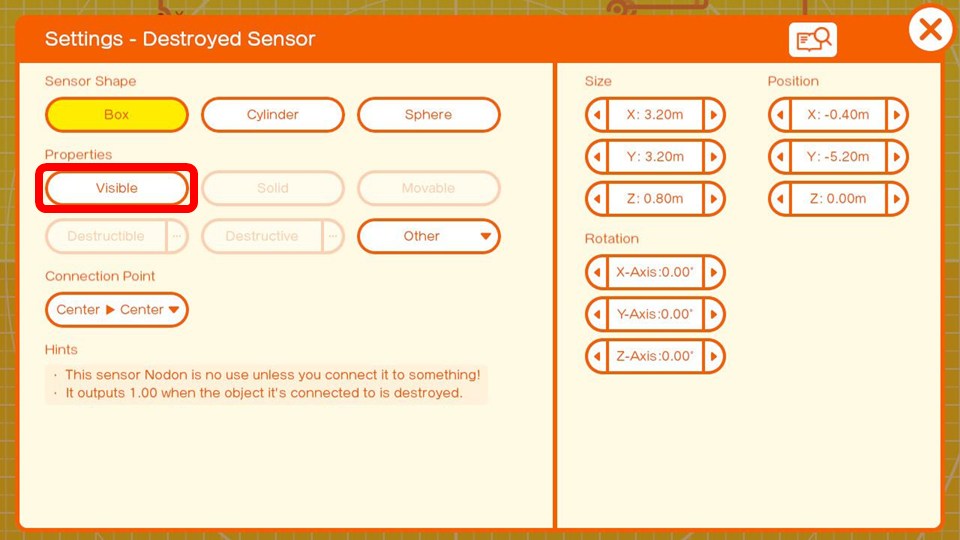 Settings - Destroyed Sensor
Sensor Shape
Box
Cylinder
Sphere
Properties
Visible
Solid
Movable
Destructible
Destructive
Other
Connection Point
Center ▶ Center
Hints
· This sensor Nodon is no use unless you connect it to something!
· It outputs 1.00 when the object it's connected to is destroyed.
Size
X: 3.20m
Y: 3.20m
Z: 0.80m
Position
X: -0.40m
Y: -5.20m
Z: 0.00m
Rotation
X-Axis:0.00°
Y-Axis:0.00°
Z-Axis:0.00°